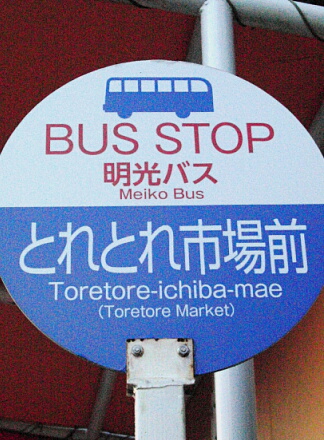 BUS STOP
明光バス
Meiko Bus
とれとれ市場前
Toretore-ichiba-mae
(Toretore Market)